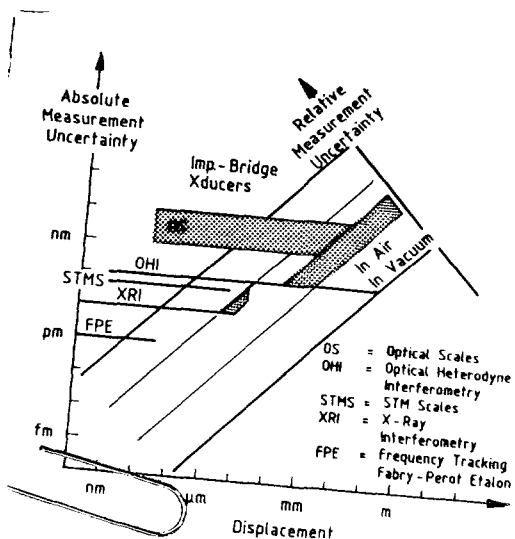 Absolute
Measurement
Uncertainty
Relative
Measurement
Uncertainty
Imp.-Bridge
Xducers
OS
nm
OHI
STMS
XRI
FPE
pm
fm
In Air
In Vacuum
OS = Optical Scales
OHI = Optical Heterodyne
Interferometry
STMS = STM Scales
XRI = X-Ray
Interferometry
FPE = Frequency Tracking
Fabry-Perot Etalon
nm µm mm m
Displacement